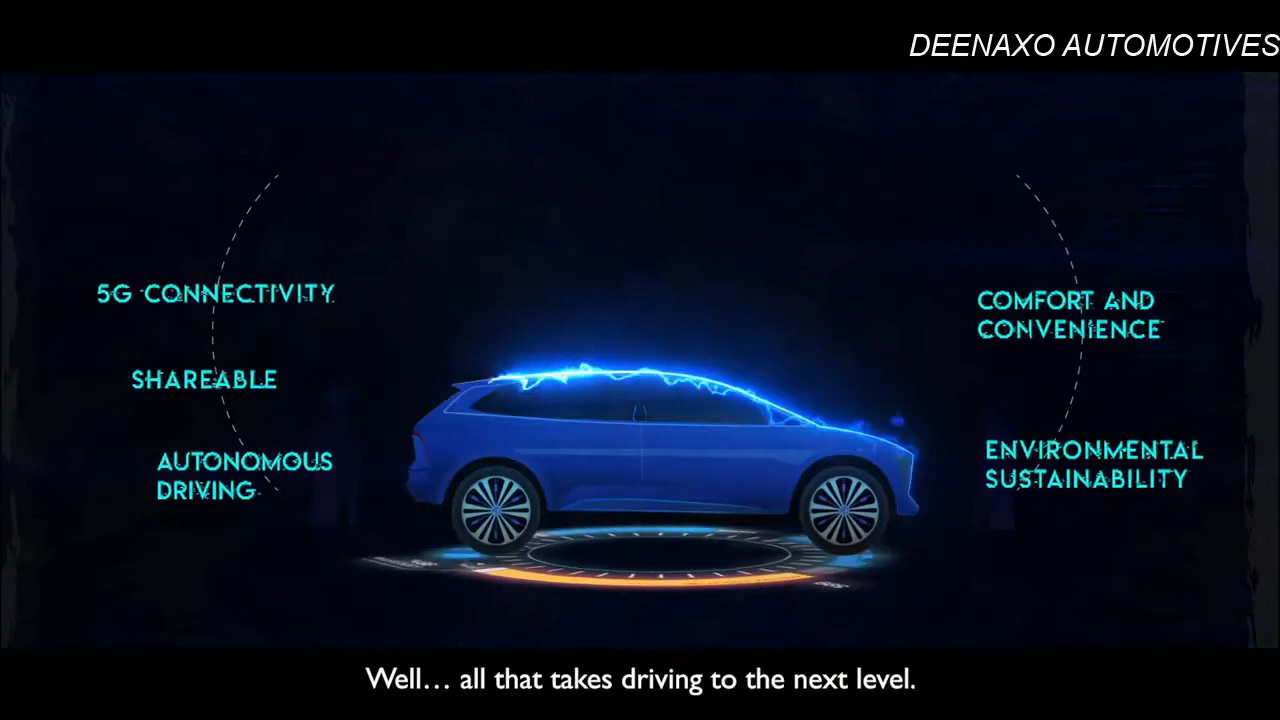 DEENAXO AUTOMOTIVES
5G CONNECTIVITY
SHAREABLE
AUTONOMOUS
DRIVING
COMFORT AND
CONVENIENCE
ENVIRONMENTAL
SUSTAINABILITY
Well… all that takes driving to the next level.